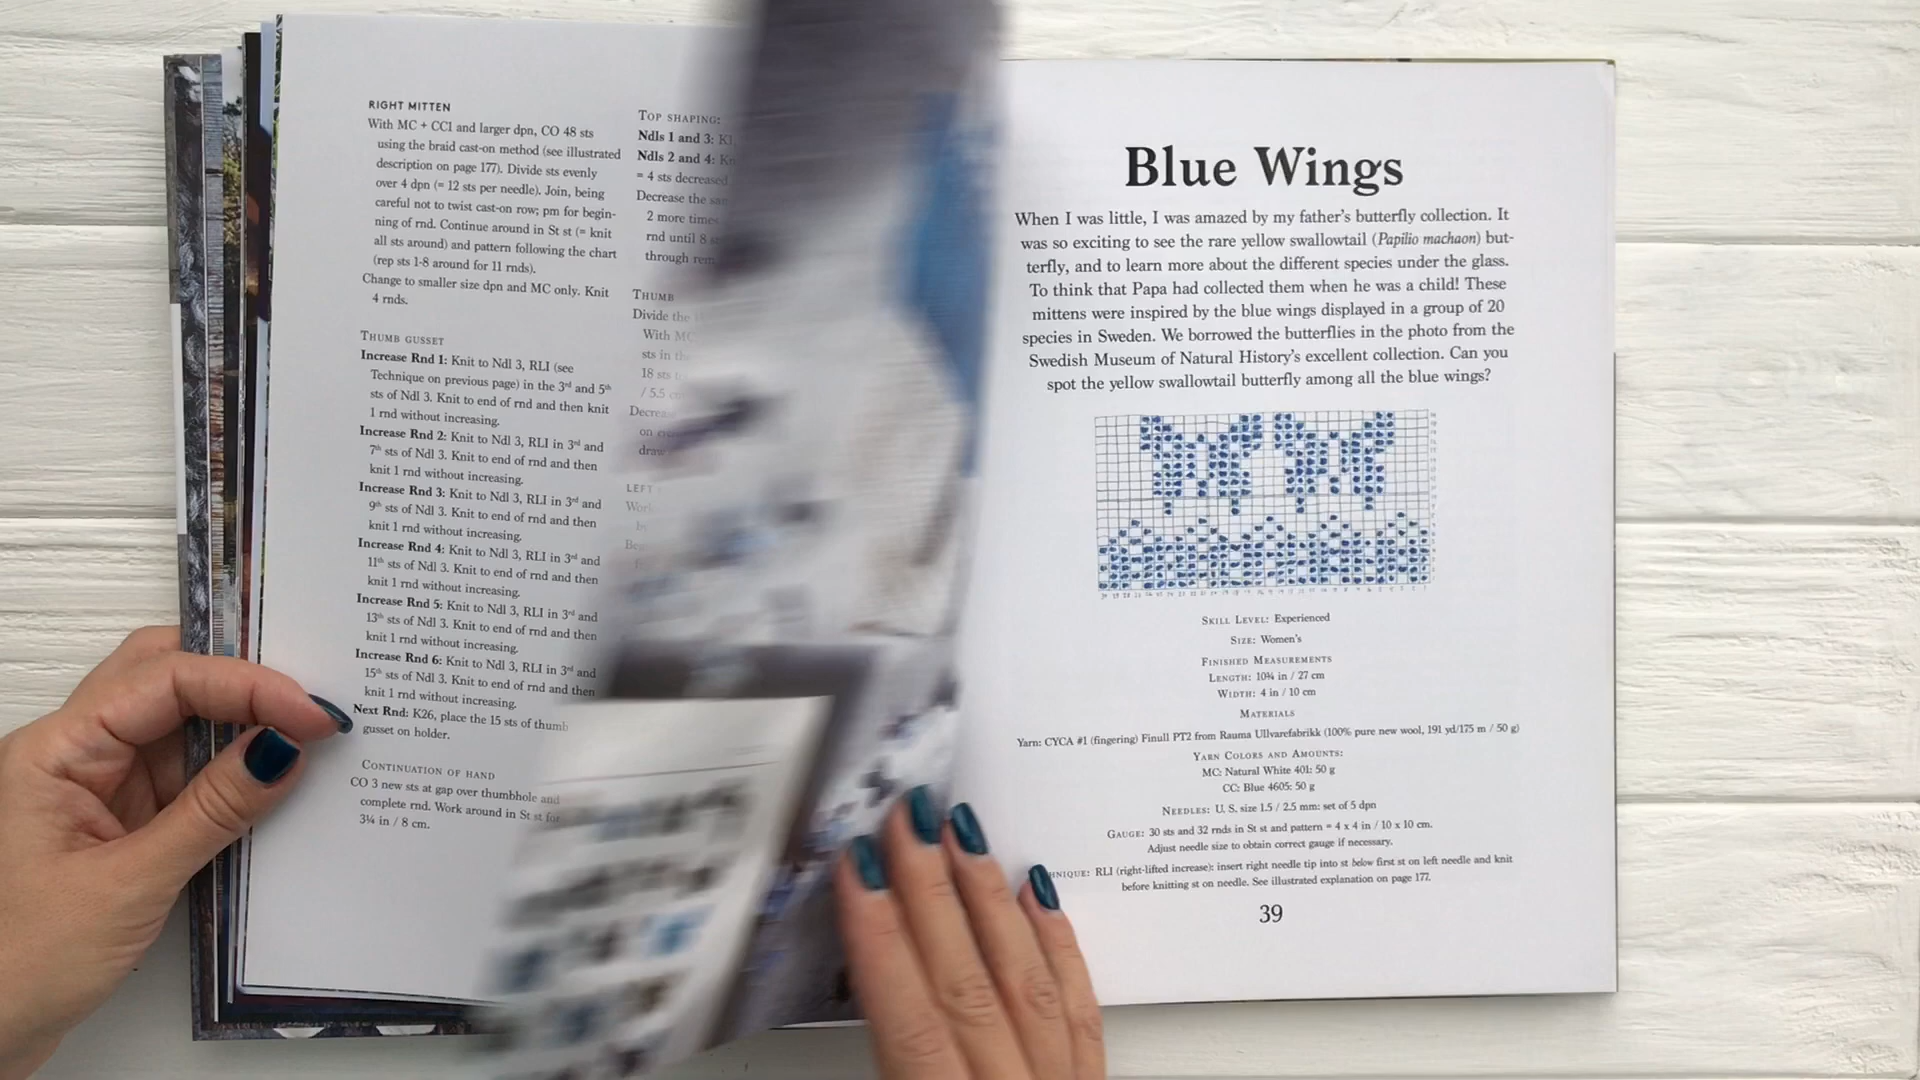 RIGHT MITTEN
With MC + CC1 and larger dpn, CO 48 sts
using the braid cast-on method (see illustrated
description on page 177). Divide sts evenly
over 4 dpn (= 12 sts per needle). Join, being
careful not to twist cast-on row; pm for begin-
ning of rnd. Continue around in St st (= knit
all sts around) and pattern following the chart
(rep sts 1-8 around for 11 rnds).
Change to smaller size dpn and MC only. Knit
4 rnds.
THUMB GUSSET
Increase Rnd 1: Knit to Ndl 3, RLI (see
Technique on previous page) in the 3rd and 5th
sts of Ndl 3. Knit to end of rnd and then knit
1 rnd without increasing.
Increase Rnd 2: Knit to Ndl 3, RLI in 3rd and
7th sts of Ndl 3. Knit to end of rnd and then
knit 1 rnd without increasing.
Increase Rnd 3: Knit to Ndl 3, RLI in 3rd and
9th sts of Ndl 3. Knit to end of rnd and then
knit 1 rnd without increasing.
Increase Rnd 4: Knit to Ndl 3, RLI in 3rd and
11th sts of Ndl 3. Knit to end of rnd and then
knit 1 rnd without increasing.
Increase Rnd 5: Knit to Ndl 3, RLI in 3rd and
13th sts of Ndl 3. Knit to end of rnd and then
knit 1 rnd without increasing.
Increase Rnd 6: Knit to Ndl 3, RLI in 3rd and
15th sts of Ndl 3. Knit to end of rnd and then
knit 1 rnd without increasing.
Next Rnd: K26, place the 15 sts of thumb
gusset on holder.
CONTINUATION OF HAND
CO 3 new sts at gap over thumbhole and
complete rnd. Work around in St st for
3¼ in / 8 cm.
TOP SHAPING:
Ndls 1 and 3:
Ndls 2 and 4:
= 4 sts decreased
Decrease the
2 more times
rnd until 8
through
THUMB
Divide the
With MC
sts in
18 sts
/ 5.5
on
draw
LEFT
Blue Wings
When I was little, I was amazed by my father's butterfly collection. It
was so exciting to see the rare yellow swallowtail (Papilio machaon) but-
terfly, and to learn more about the different species under the glass.
To think that Papa had collected them when he was a child! These
mittens were inspired by the blue wings displayed in a group of 20
species in Sweden. We borrowed the butterflies in the photo from the
Swedish Museum of Natural History's excellent collection. Can you
spot the yellow swallowtail butterfly among all the blue wings?
SKILL LEVEL: Experienced
SIZE: Women's
FINISHED MEASUREMENTS
LENGTH: 10¾ in / 27 cm
WIDTH: 4 in / 10 cm
MATERIALS
Yarn: CYCA #1 (fingering) Finull PT2 from Rauma Ullvarefabrikk (100% pure new wool, 191 yd/175 m / 50 g)
YARN COLORS AND AMOUNTS:
MC: Natural White 401: 50 g
CC: Blue 4605: 50 g
NEEDLES: U. S. size 1.5 / 2.5 mm: set of 5 dpn
GAUGE: 30 sts and 32 rnds in St st and pattern = 4 x 4 in / 10 x 10 cm.
Adjust needle size to obtain correct gauge if necessary.
RLI (right-lifted increase): insert right needle tip into st below first st on left needle and knit
before knitting st on needle. See illustrated explanation on page 177.
39